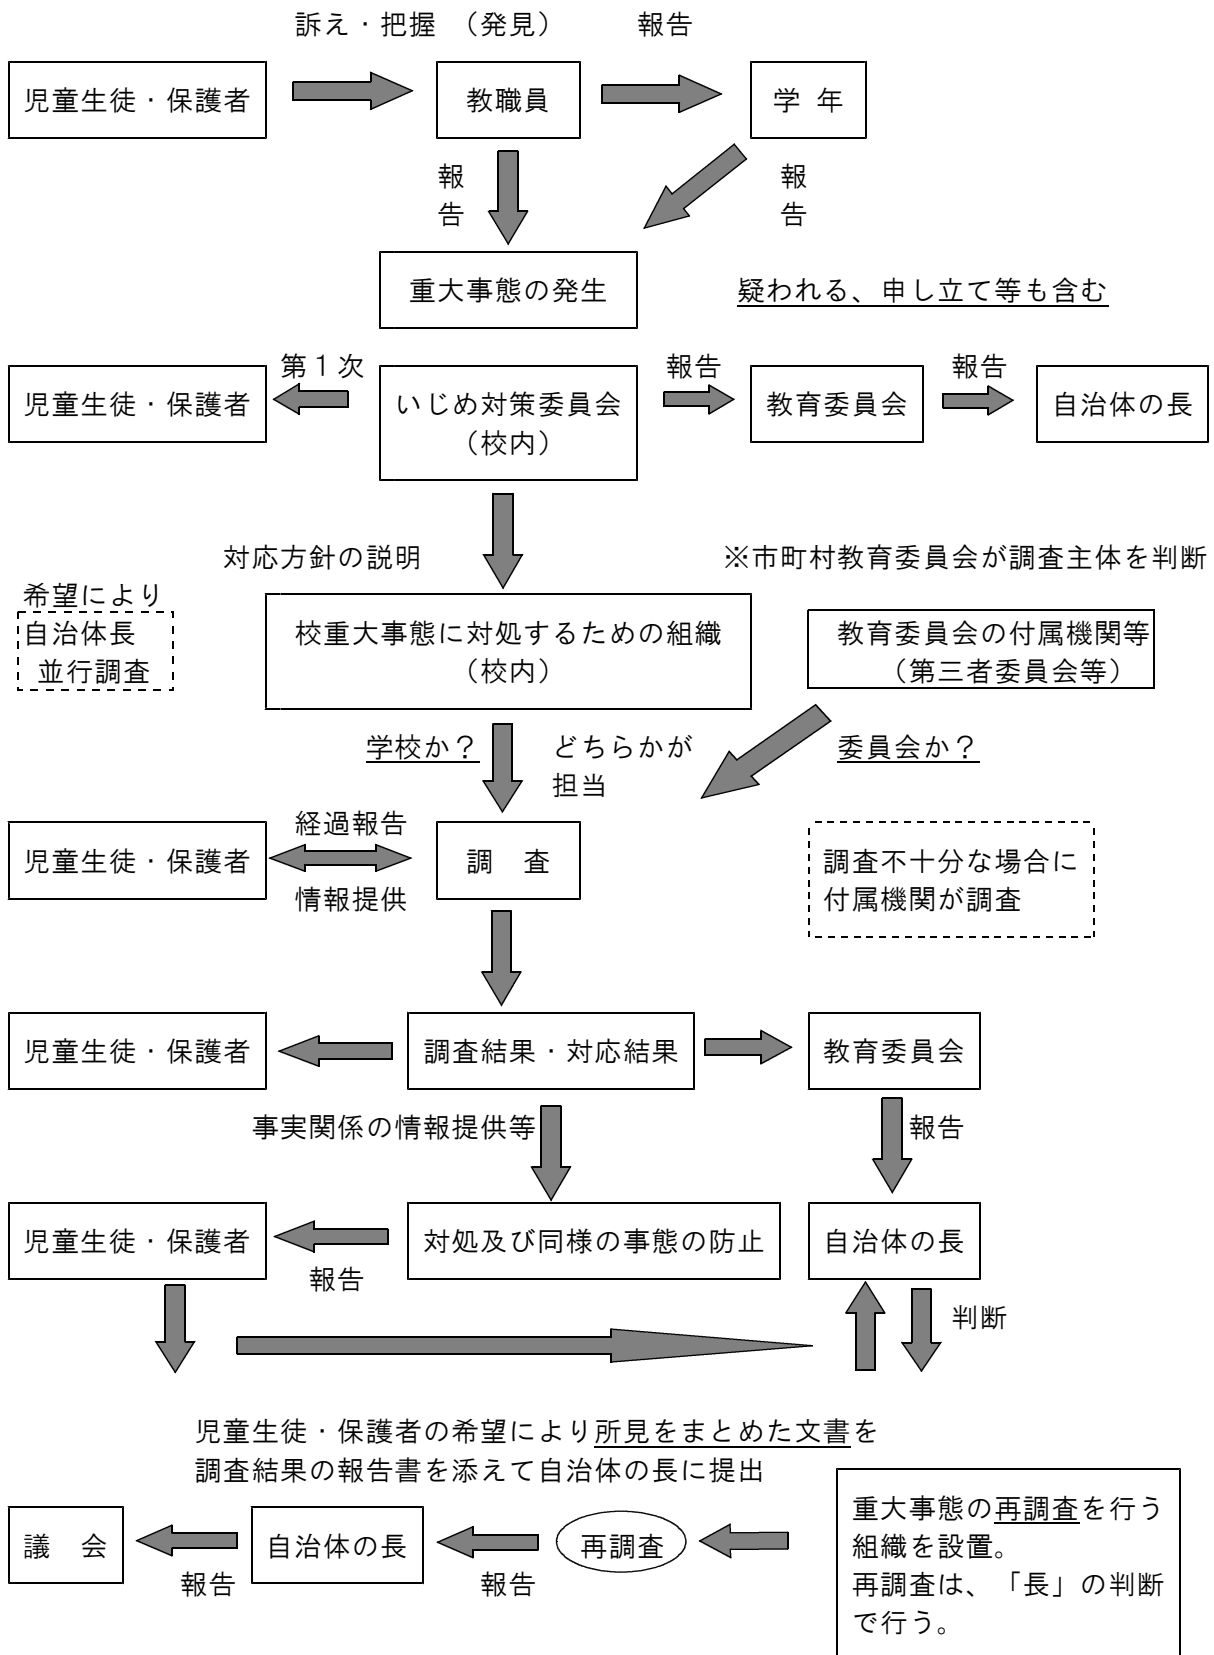 訴え・把握 （発見）
報告
児童生徒・保護者
教職員
学 年
報
告
報
告
重大事態の発生
疑われる、申し立て等も含む
第１次
報告
報告
児童生徒・保護者
いじめ対策委員会
（校内）
教育委員会
自治体の長
対応方針の説明
※市町村教育委員会が調査主体を判断
希望により
自治体長
並行調査
校重大事態に対処するための組織
（校内）
教育委員会の付属機関等
（第三者委員会等）
学校か？
どちらかが
担当
委員会か？
経過報告
児童生徒・保護者
調　査
情報提供
調査不十分な場合に
付属機関が調査
児童生徒・保護者
調査結果・対応結果
教育委員会
事実関係の情報提供等
報告
児童生徒・保護者
対処及び同様の事態の防止
自治体の長
報告
判断
児童生徒・保護者の希望により所見をまとめた文書を
調査結果の報告書を添えて自治体の長に提出
議　会
報告
自治体の長
報告
再調査
重大事態の再調査を行う
組織を設置。
再調査は、「長」の判断
で行う。